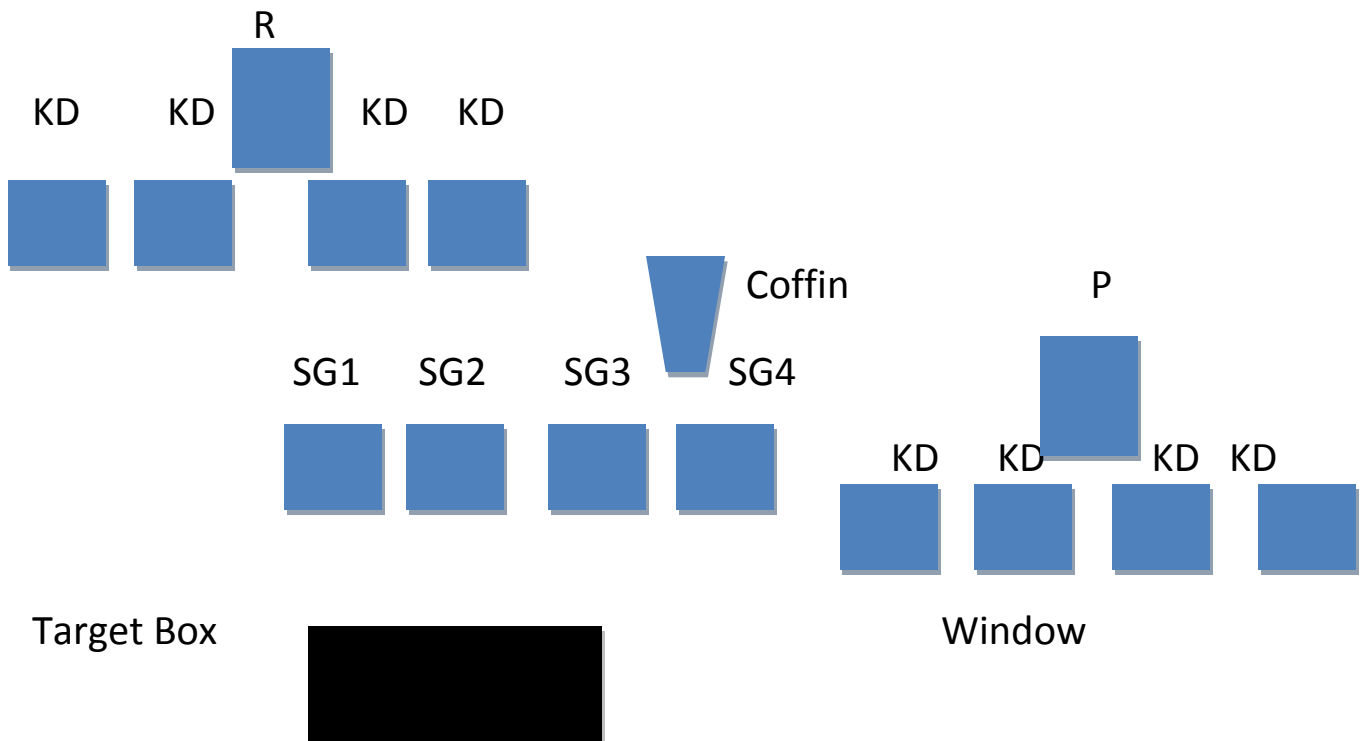 R
KD KD KD KD
Coffin P
SG1 SG2 SG3 SG4
KD KD KD KD
Target Box Window